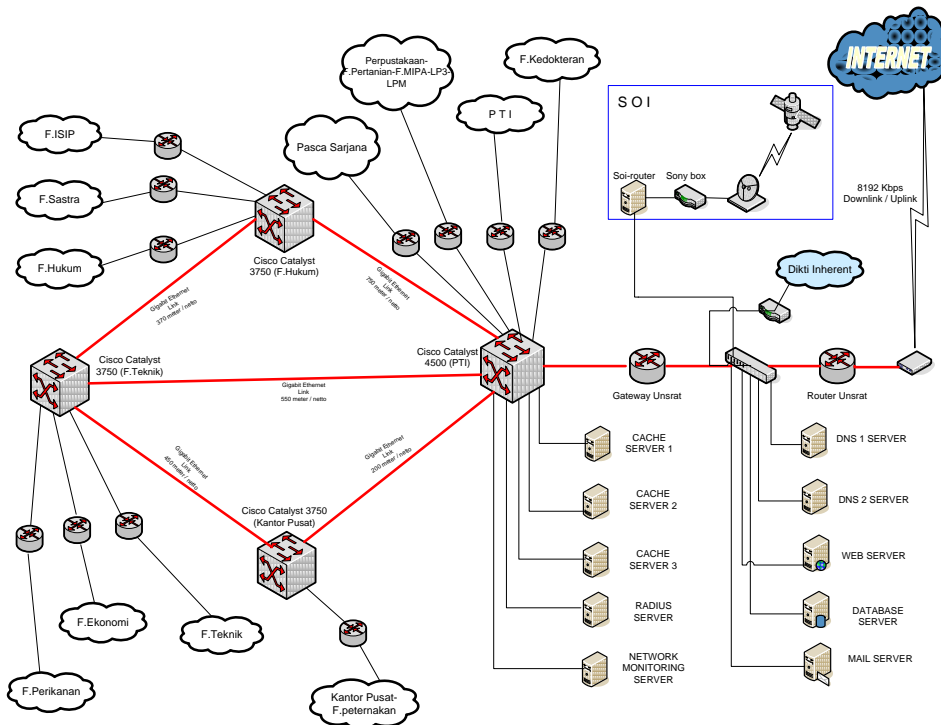 INTERNET
F.Kedokteran
Perpustakaan-
F.Pertanian-F.MIPA-LP3-
LPM
P T I
Pasca Sarjana
S O I
Soi-router
Sony box
8192 Kbps
Downlink / Uplink
F.ISIP
F.Sastra
F.Hukum
Cisco Catalyst
3750 (F.Hukum)
Dikti Inherent
Gigabit Ethernet
Link
370 meter / netto
Gigabit Ethernet
Link
750 meter / netto
Cisco Catalyst
3750 (F.Teknik)
Cisco Catalyst
4500 (PTI)
Gigabit Ethernet
Link
550 meter / netto
Gateway Unsrat
Router Unsrat
Gigabit Ethernet
Link
450 meter / netto
Gigabit Ethernet
Link
200 meter / netto
Cisco Catalyst 3750
(Kantor Pusat)
CACHE
SERVER 1
DNS 1 SERVER
CACHE
SERVER 2
DNS 2 SERVER
CACHE
SERVER 3
WEB SERVER
RADIUS
SERVER
DATABASE
SERVER
NETWORK
MONITORING
SERVER
MAIL SERVER
F.Ekonomi
F.Teknik
F.Perikanan
Kantor Pusat-
F.peternakan